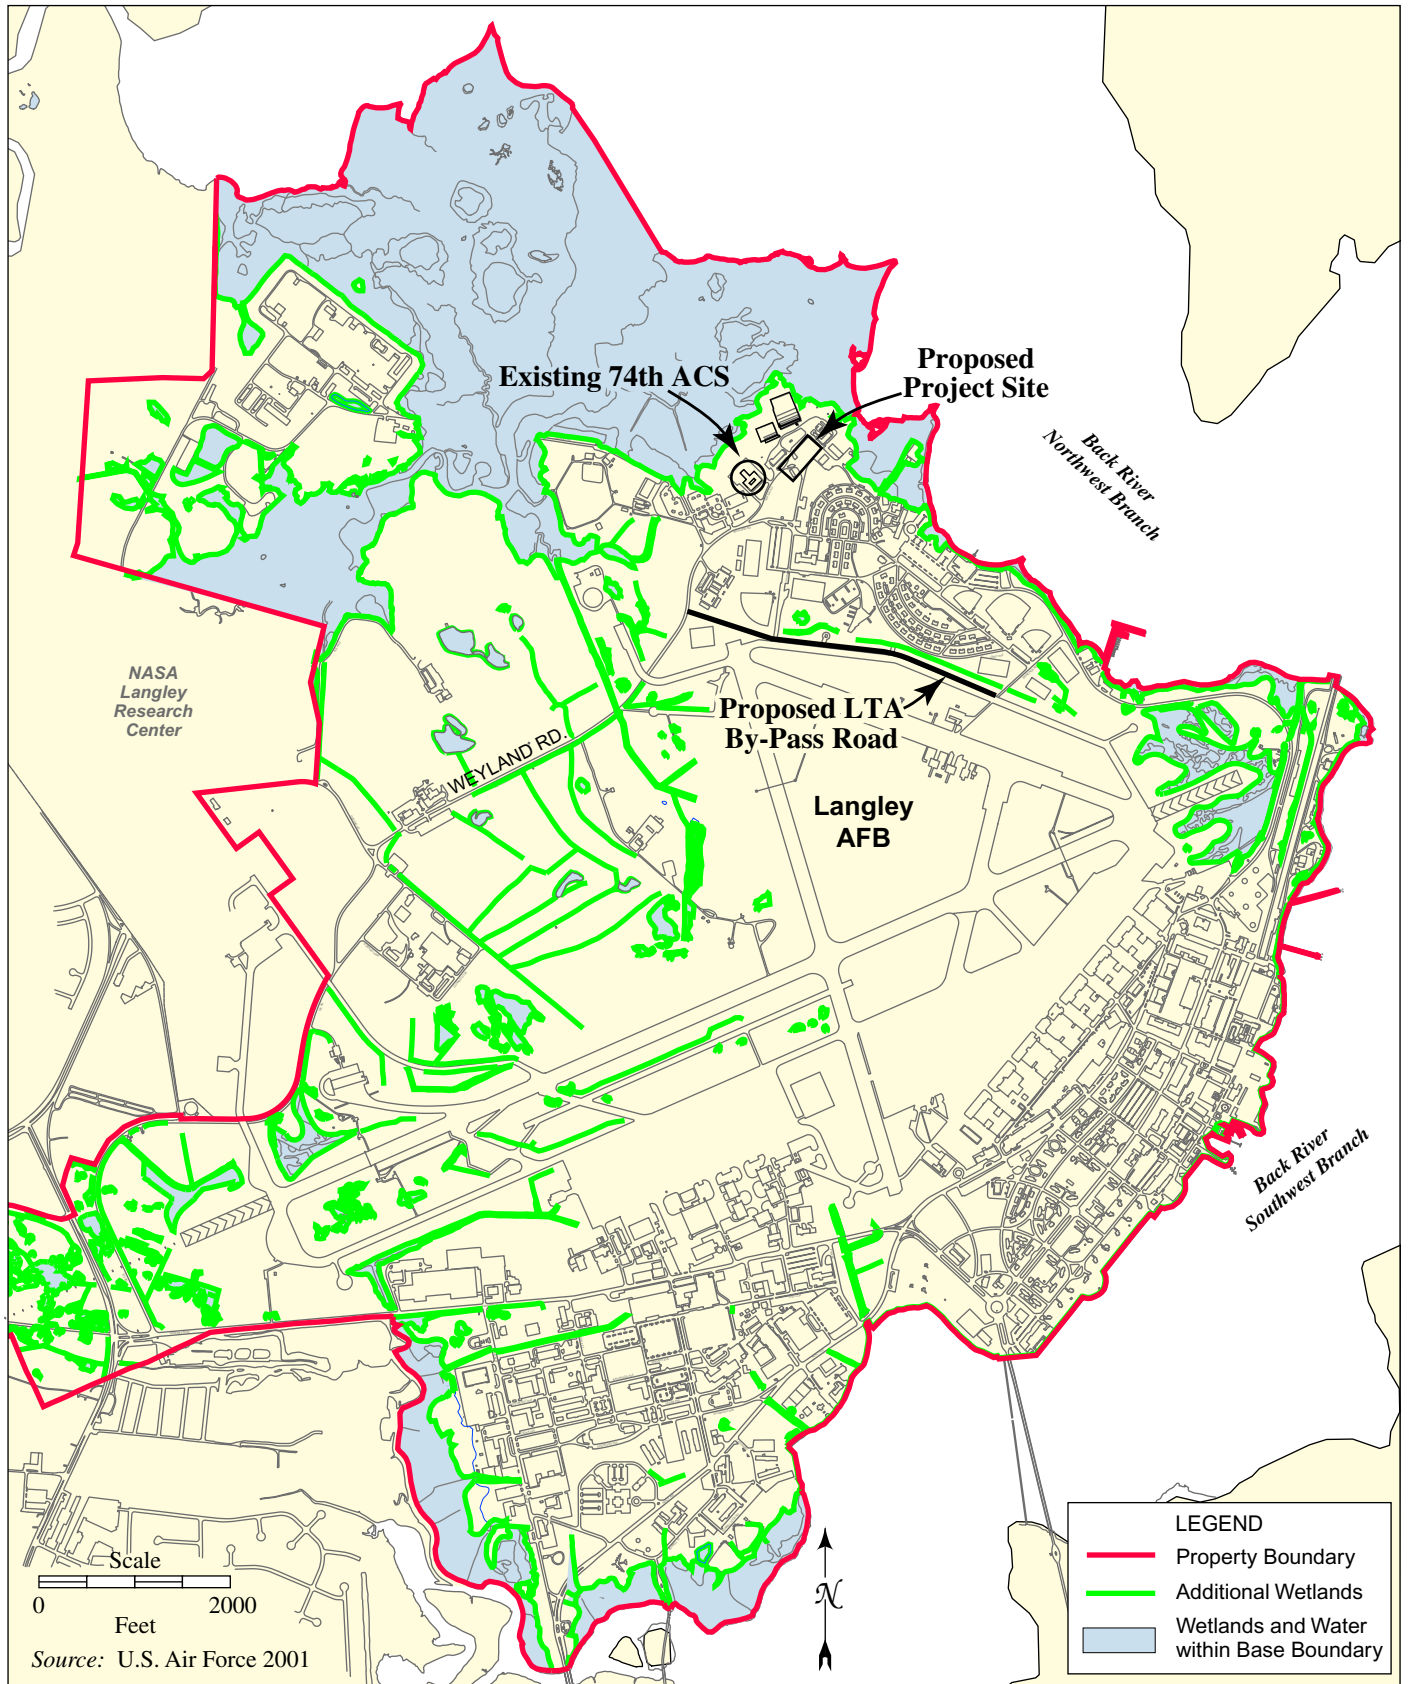 Existing 74th ACS
Proposed
Project Site
Back River
Northwest Branch
NASA
Langley
Research
Center
Proposed LTA
By-Pass Road
WEYLAND RD.
Langley
AFB
Back River
Southwest Branch
Scale
0 2000
Feet
Source: U.S. Air Force 2001
N
LEGEND
Property Boundary
Additional Wetlands
Wetlands and Water
within Base Boundary